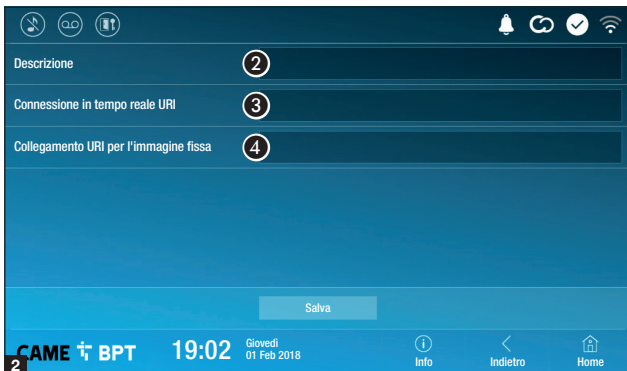 Descrizione 2
Connessione in tempo reale URI 3
Collegamento URI per l'immagine fissa 4
Salva
CAME BPT 19:02 Giovedì 01 Feb 2018 Info Indietro Home
2